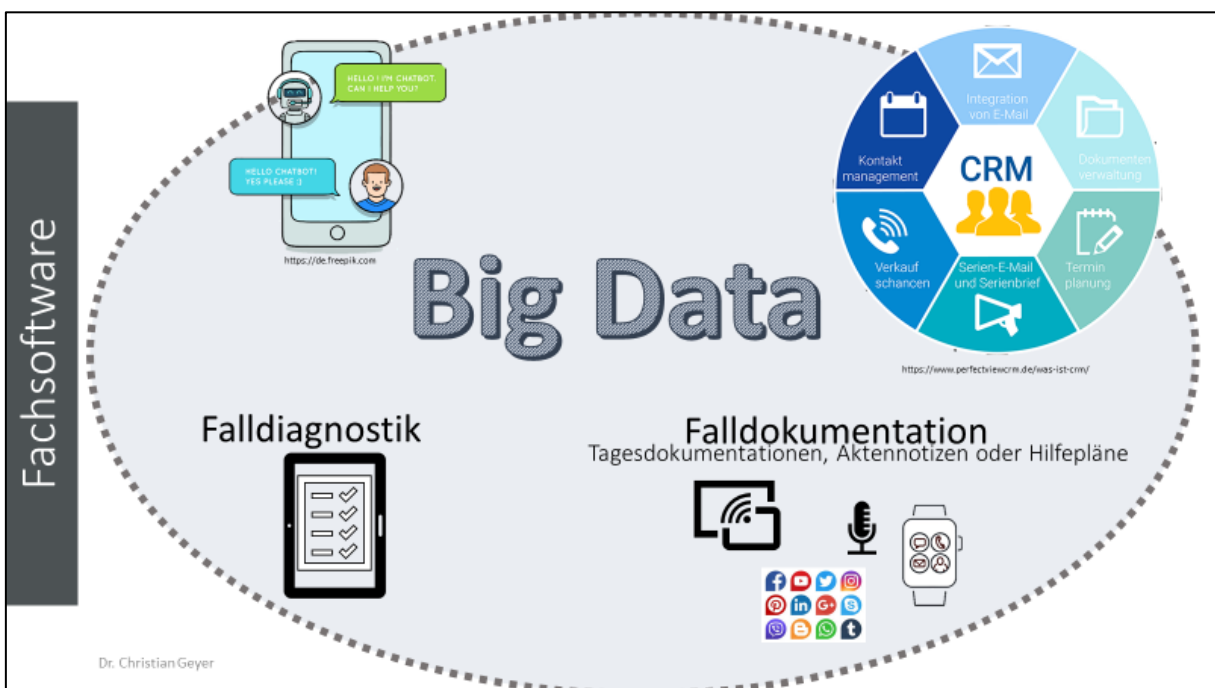 Fachsoftware
HELLO I I'M CHATBOT.
CAN I HELP YOU?
HELLO CHATBOT!
YES PLEASE :)
https://de.freepik.com
Integration
von E-Mail
Kontakt
management
Dokumenten
verwaltung
CRM
Verkauf
schancen
Serien-E-Mail
und Serienbrief
Termin
planung
https://www.perfectviewcrm.de/was-ist-crm/
Big Data
Falldiagnostik
Falldokumentation
Tagesdokumentationen, Aktennotizen oder Hilfepläne
Dr. Christian Geyer